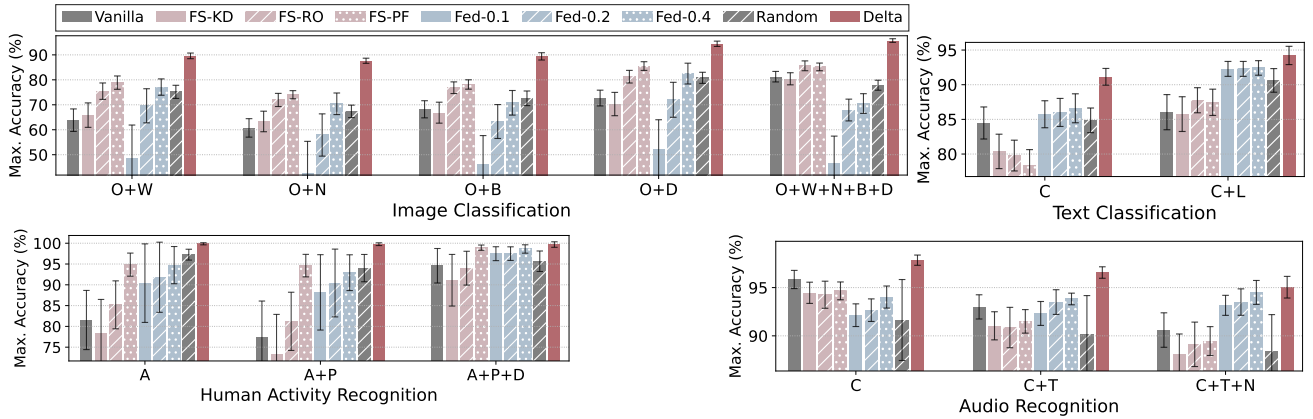 Vanilla FS-KD FS-RO FS-PF Fed-0.1 Fed-0.2 Fed-0.4 Random Delta
Max. Accuracy (%)
90
80
70
60
50
O+W O+N O+B O+D O+W+N+B+D
Image Classification
Max. Accuracy (%)
95
90
85
80
C C+L
Text Classification
Max. Accuracy (%)
100
95
90
85
80
75
A A+P A+P+D
Human Activity Recognition
Max. Accuracy (%)
95
90
C C+T C+T+N
Audio Recognition